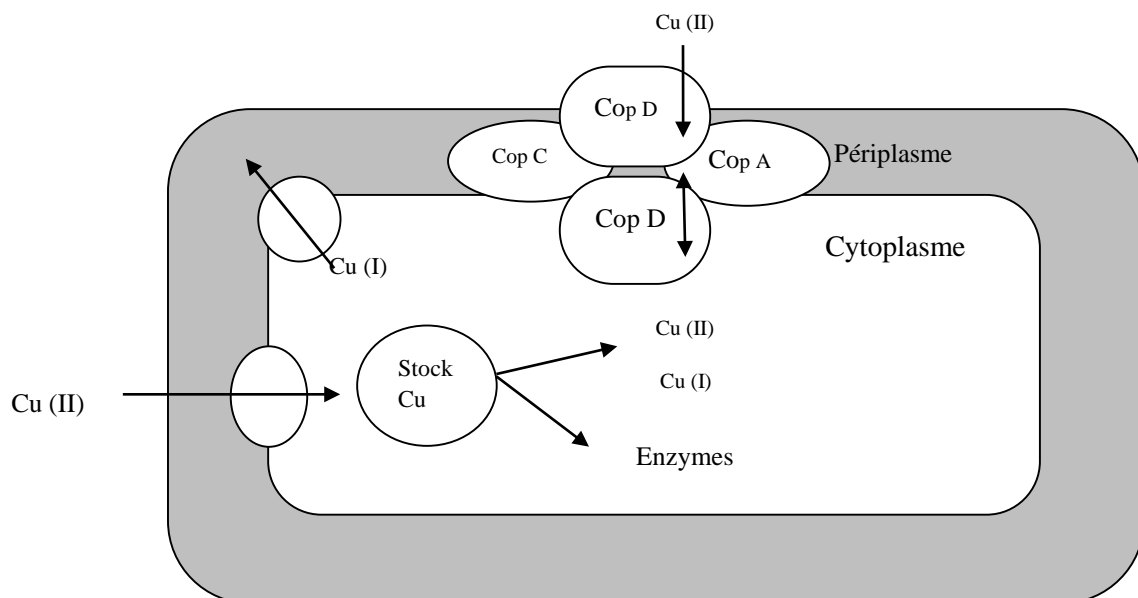 Cu (II)
Cop D
Cop C
Cop A
Périplasme
Cop D
Cytoplasme
Cu (I)
Cu (II)
Stock
Cu
Cu (I)
Cu (II)
Enzymes